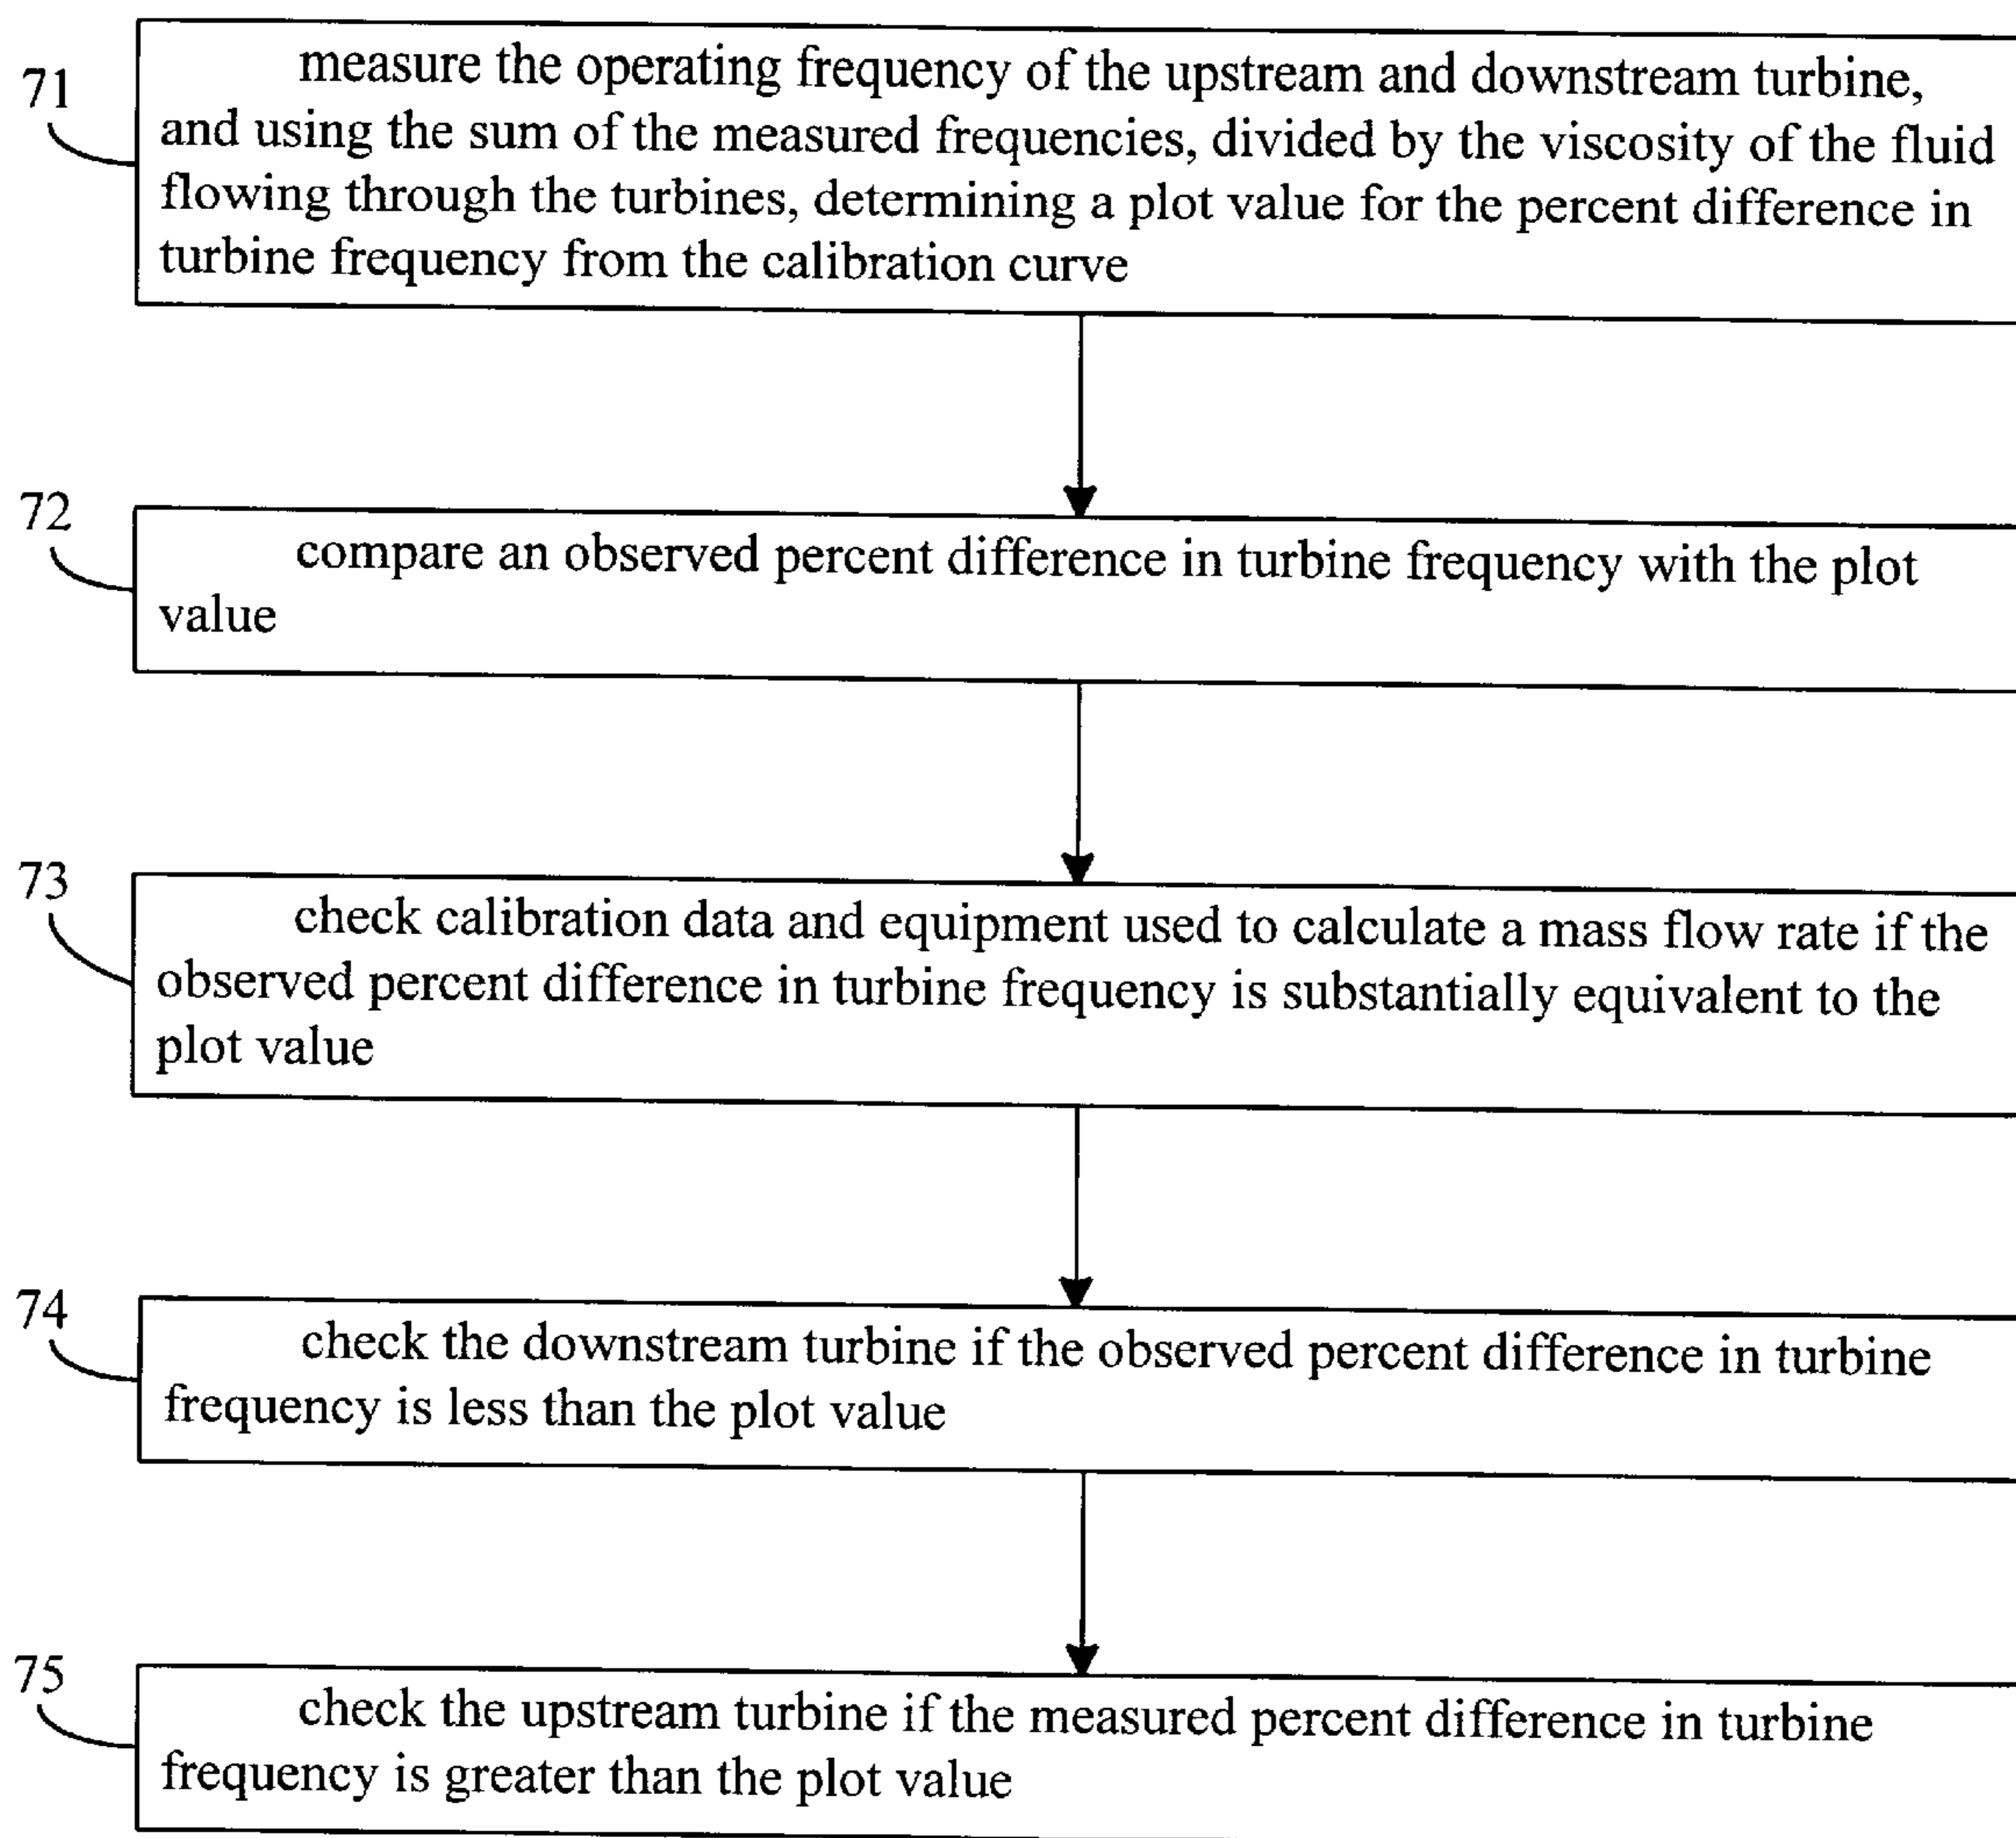 71
measure the operating frequency of the upstream and downstream turbine,
and using the sum of the measured frequencies, divided by the viscosity of the fluid
flowing through the turbines, determining a plot value for the percent difference in
turbine frequency from the calibration curve
72
compare an observed percent difference in turbine frequency with the plot
value
73
check calibration data and equipment used to calculate a mass flow rate if the
observed percent difference in turbine frequency is substantially equivalent to the
plot value
74
check the downstream turbine if the observed percent difference in turbine
frequency is less than the plot value
75
check the upstream turbine if the measured percent difference in turbine
frequency is greater than the plot value